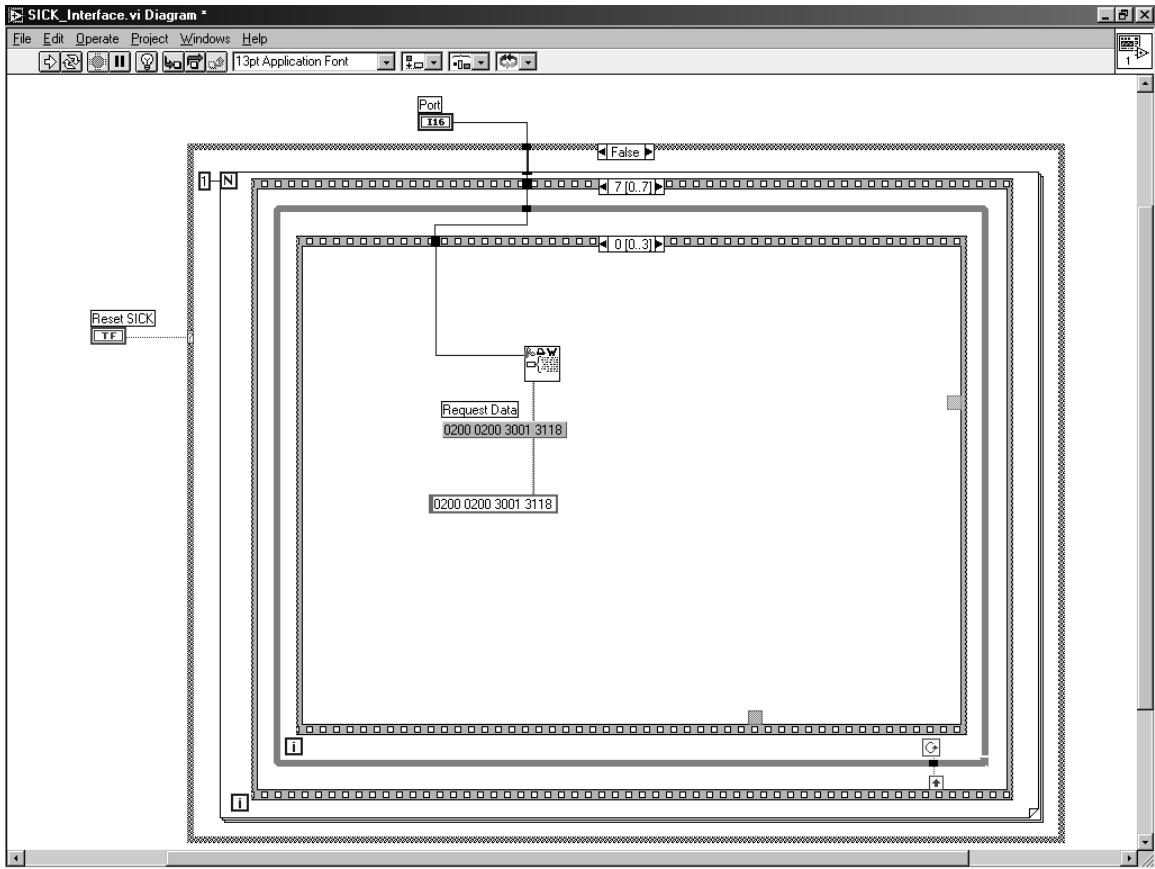 SICK_Interface.vi Diagram *
File Edit Operate Project Windows Help
13pt Application Font
1
Port
I16
False
1 N
7 [0..7]
0 [0..3]
Reset SICK
TF
Request Data
0200 0200 3001 3118
0200 0200 3001 3118
i
i